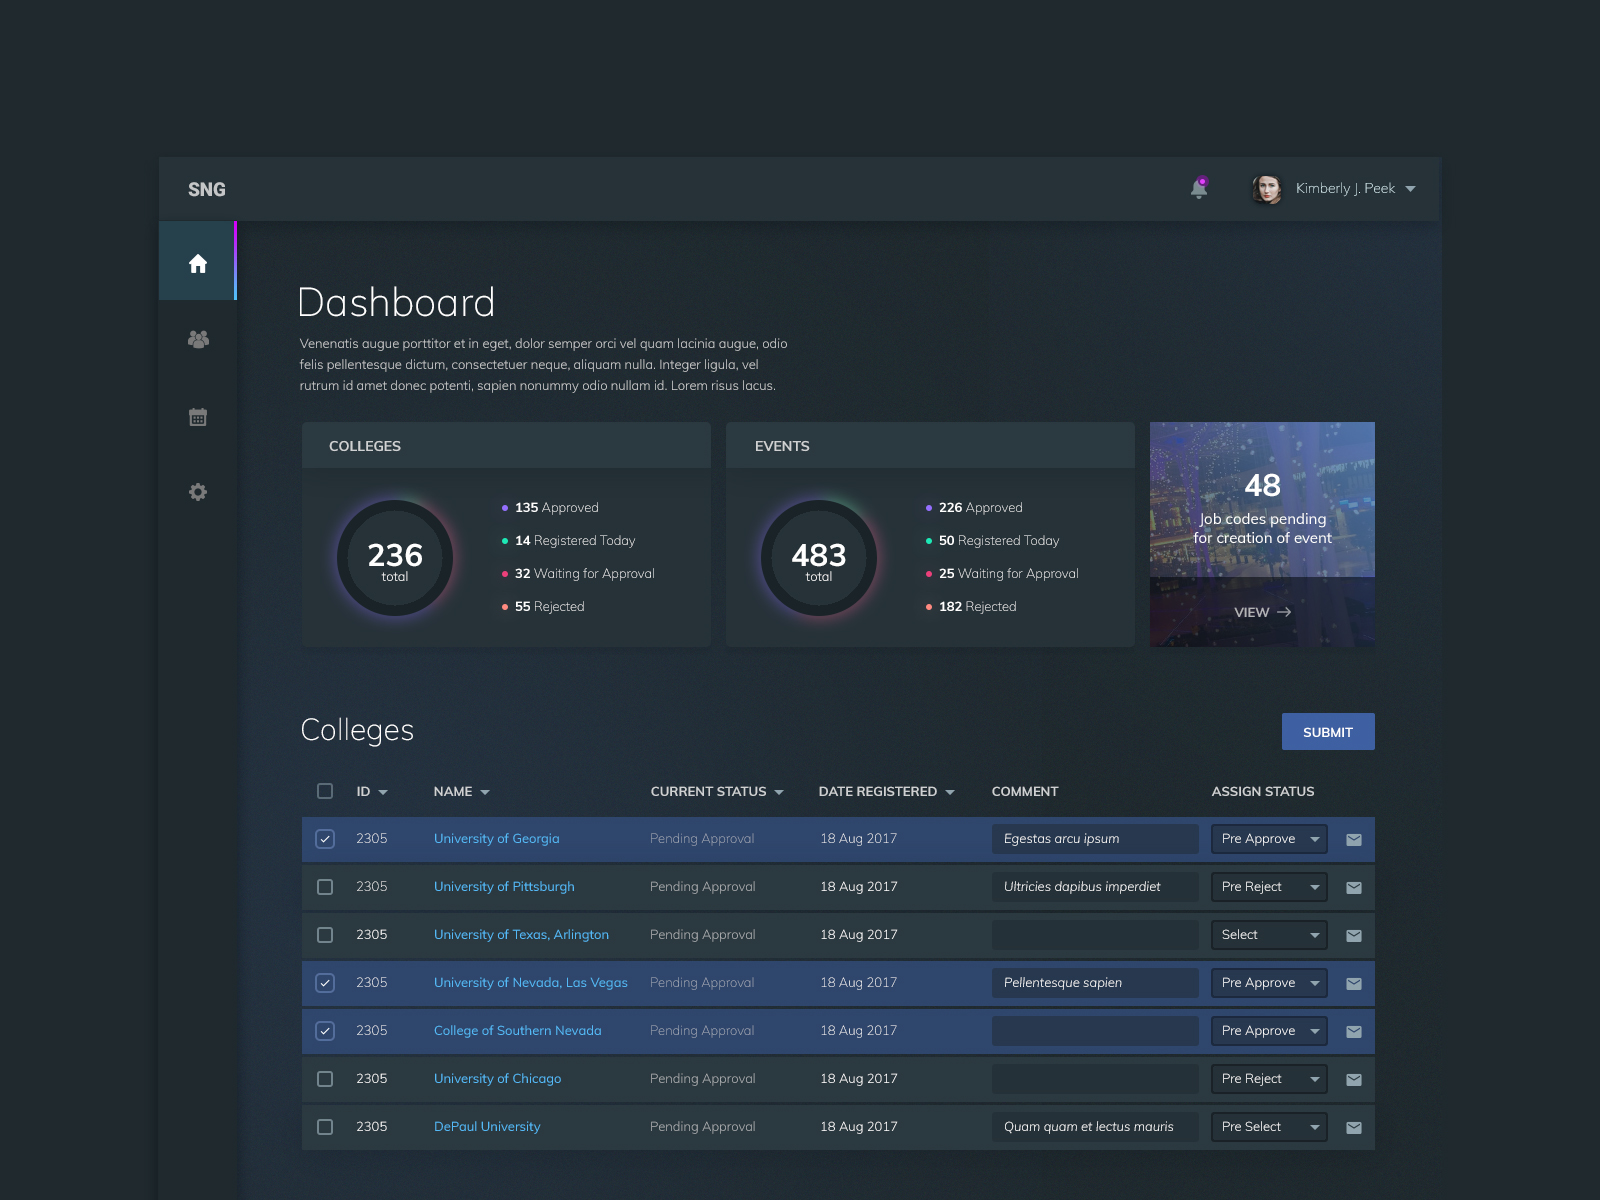 SNG
Kimberly J. Peek
Dashboard
Venenatis augue porttitor et in eget, dolor semper orci vel quam lacinia augue, odio
felis pellentesque dictum, consectetuer neque, aliquam nulla. Integer ligula, vel
rutrum id amet donec potenti, sapien nonummy odio nullam id. Lorem risus lacus.
COLLEGES
236
total
135 Approved
14 Registered Today
32 Waiting for Approval
55 Rejected
EVENTS
483
total
226 Approved
50 Registered Today
25 Waiting for Approval
182 Rejected
48
Job codes pending
for creation of event
VIEW
Colleges
SUBMIT
ID NAME CURRENT STATUS DATE REGISTERED COMMENT ASSIGN STATUS
2305 University of Georgia Pending Approval 18 Aug 2017 Egestas arcu ipsum Pre Approve
2305 University of Pittsburgh Pending Approval 18 Aug 2017 Ultricies dapibus imperdiet Pre Reject
2305 University of Texas, Arlington Pending Approval 18 Aug 2017 Select
2305 University of Nevada, Las Vegas Pending Approval 18 Aug 2017 Pellentesque sapien Pre Approve
2305 College of Southern Nevada Pending Approval 18 Aug 2017 Pre Approve
2305 University of Chicago Pending Approval 18 Aug 2017 Pre Reject
2305 DePaul University Pending Approval 18 Aug 2017 Quam quam et lectus mauris Pre Select